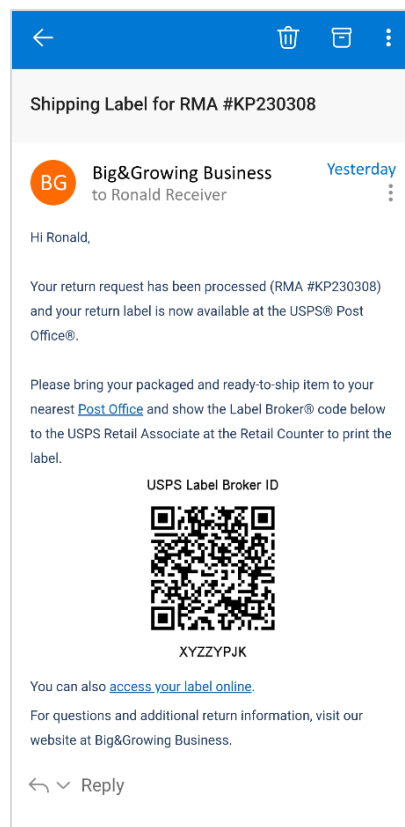 Shipping Label for RMA #KP230308
BG
Big&Growing Business
Yesterday
to Ronald Receiver
Hi Ronald,
Your return request has been processed (RMA #KP230308)
and your return label is now available at the USPS® Post
Office®.
Please bring your packaged and ready-to-ship item to your
nearest Post Office and show the Label Broker® code below
to the USPS Retail Associate at the Retail Counter to print the
label.
USPS Label Broker ID
XYZZYPJK
You can also access your label online.
For questions and additional return information, visit our
website at Big&Growing Business.
Reply